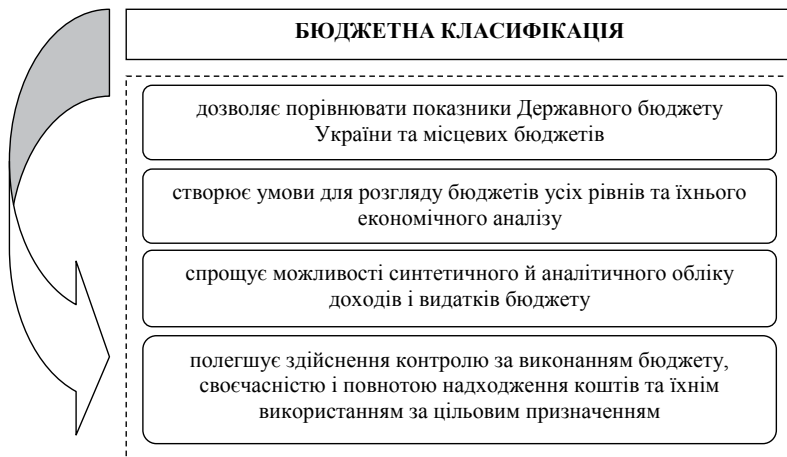 БЮДЖЕТНА КЛАСИФІКАЦІЯ
дозволяє порівнювати показники Державного бюджету
України та місцевих бюджетів
створює умови для розгляду бюджетів усіх рівнів та їхнього
економічного аналізу
спрощує можливості синтетичного й аналітичного обліку
доходів і видатків бюджету
полегшує здійснення контролю за виконанням бюджету,
своєчасністю і повнотою надходження коштів та їхнім
використанням за цільовим призначенням